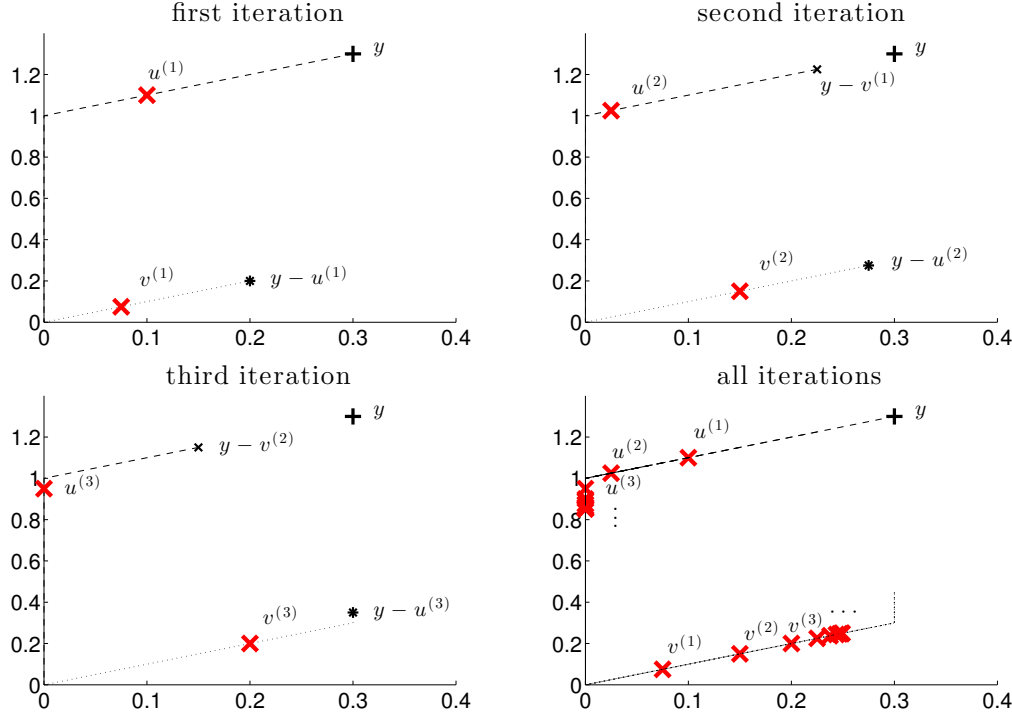 first iteration
y
u^(1)
v^(1)
y − u^(1)
1.2
1
0.8
0.6
0.4
0.2
0
0 0.1 0.2 0.3 0.4
second iteration
y
u^(2)
y − v^(1)
v^(2)
y − u^(2)
1.2
1
0.8
0.6
0.4
0.2
0
0 0.1 0.2 0.3 0.4
third iteration
y
y − v^(2)
u^(3)
v^(3)
y − u^(3)
1.2
1
0.8
0.6
0.4
0.2
0
0 0.1 0.2 0.3 0.4
all iterations
y
u^(1)
u^(2)
u^(3)
⋮
. . .
v^(1)
v^(2)
v^(3)
1.2
1
0.8
0.6
0.4
0.2
0
0 0.1 0.2 0.3 0.4